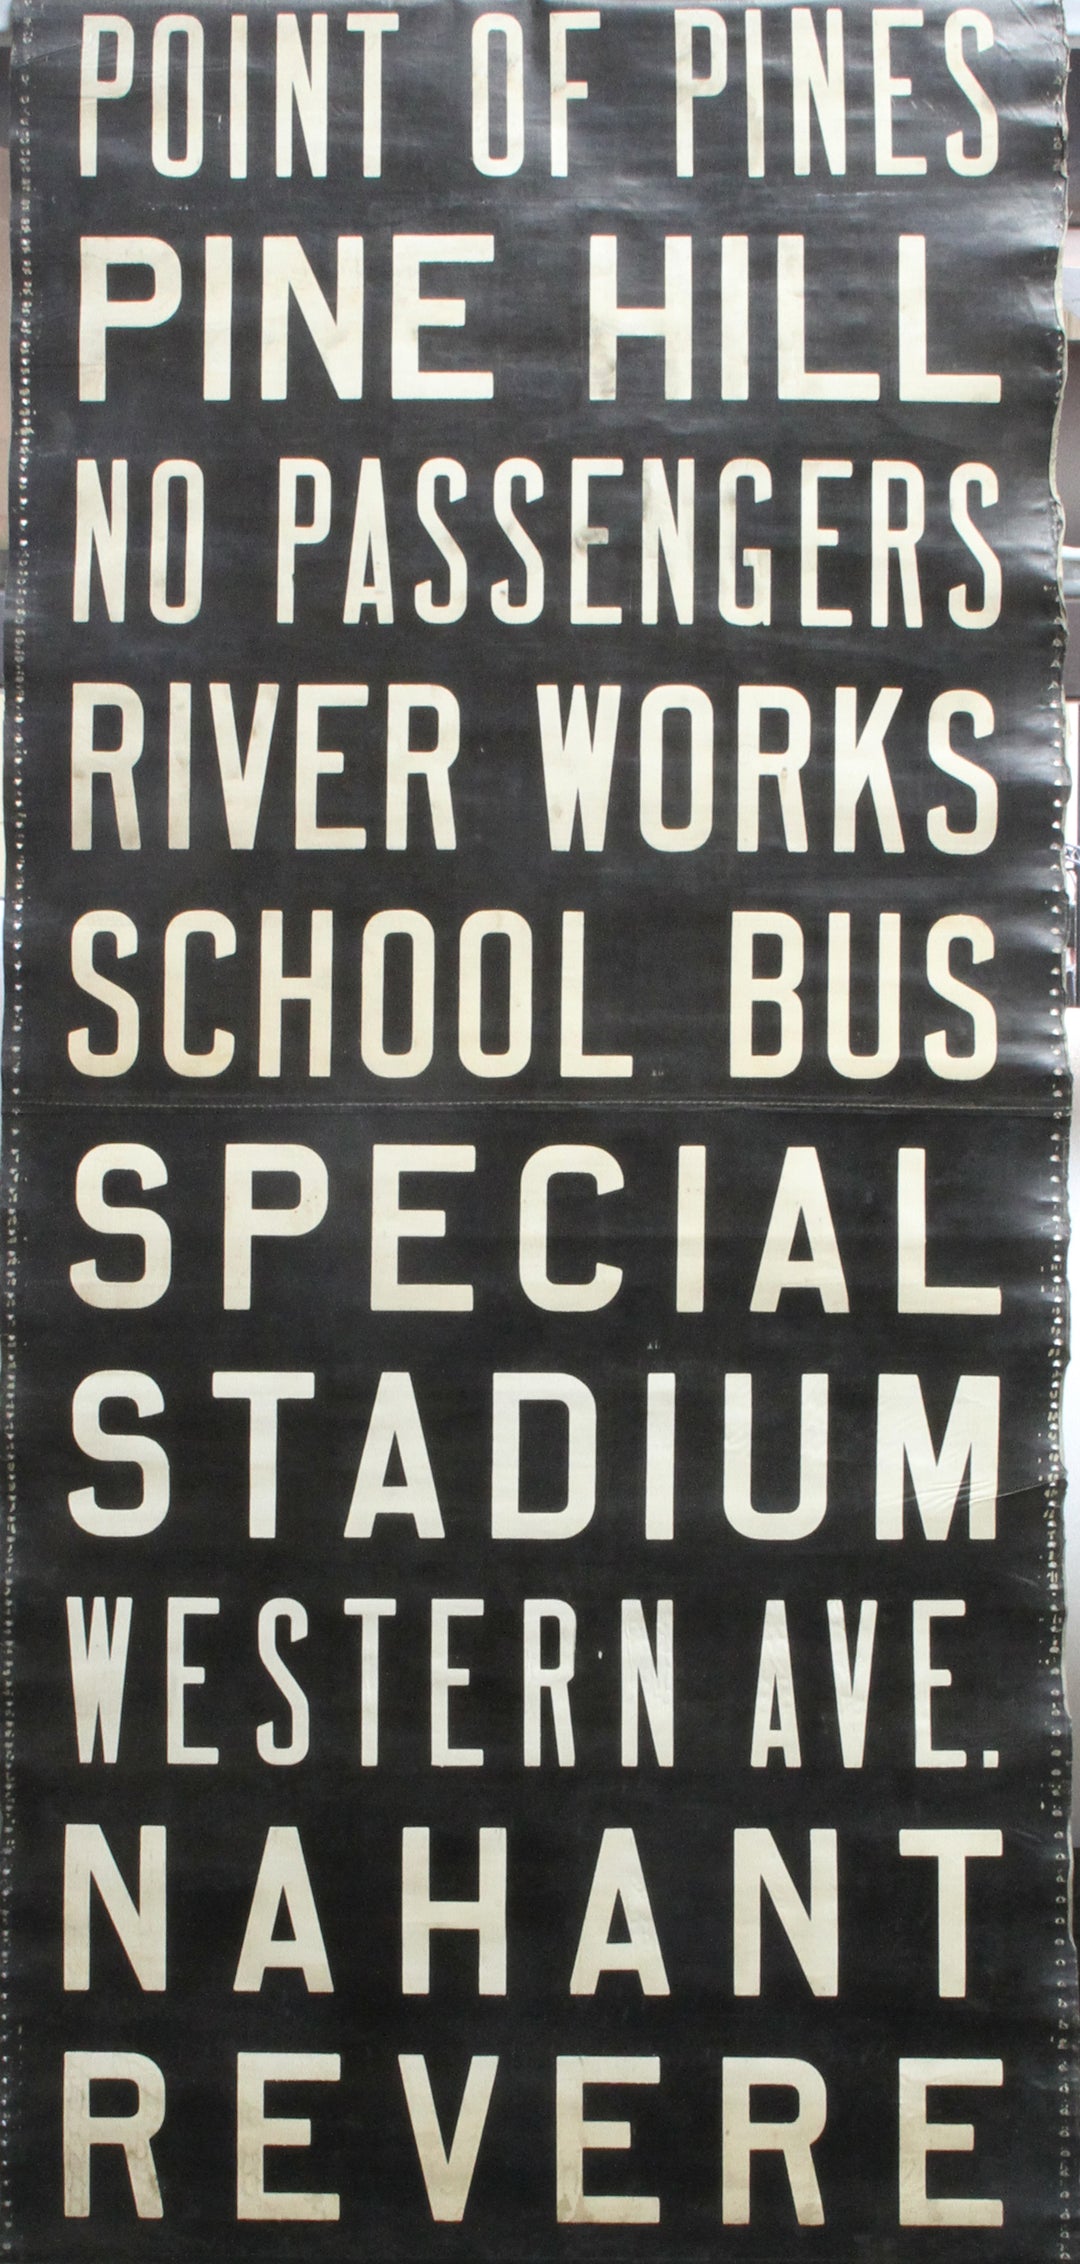 POINT OF PINES
PINE HILL
NO PASSENGERS
RIVER WORKS
SCHOOL BUS
SPECIAL
STADIUM
WESTERN AVE.
NAHANT
REVERE